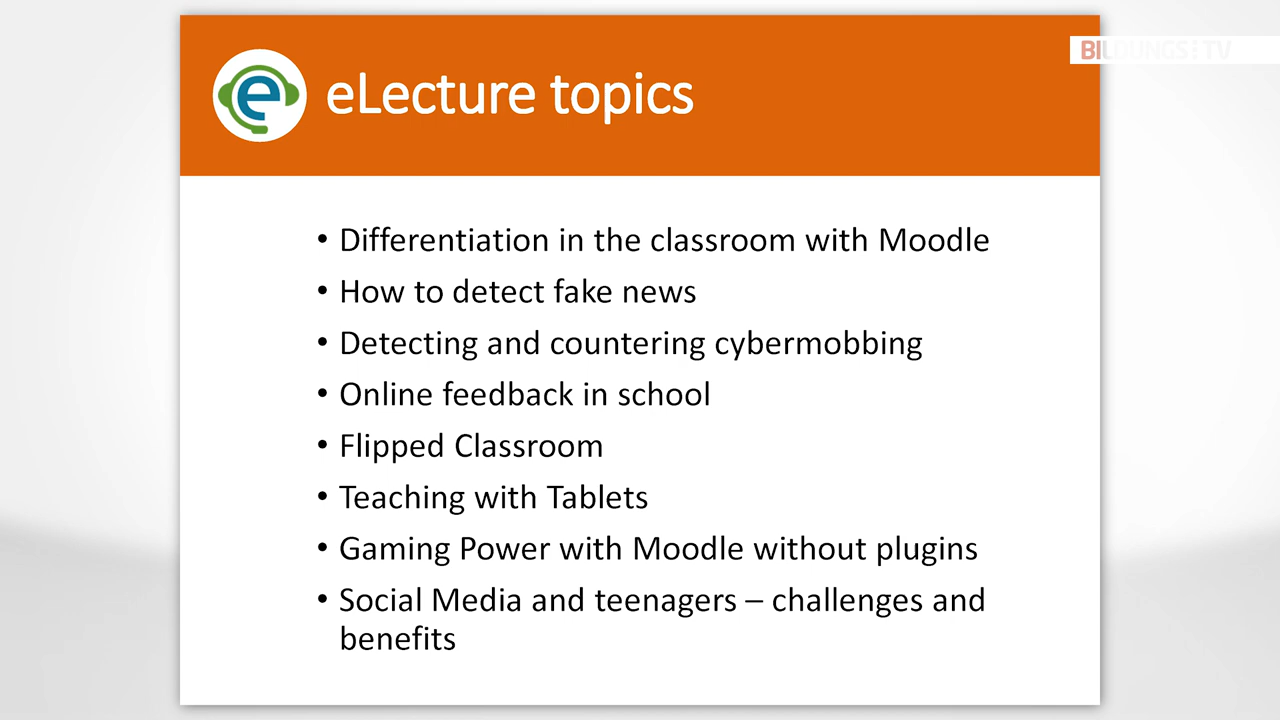 BILDUNGS TV
e
eLecture topics
• Differentiation in the classroom with Moodle
• How to detect fake news
• Detecting and countering cybermobbing
• Online feedback in school
• Flipped Classroom
• Teaching with Tablets
• Gaming Power with Moodle without plugins
• Social Media and teenagers – challenges and
benefits